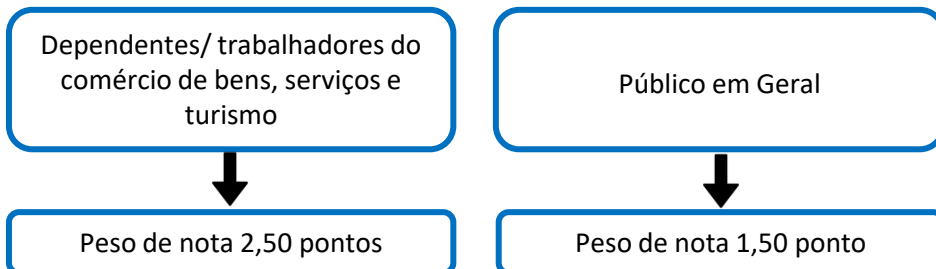 Dependentes/ trabalhadores do
comércio de bens, serviços e
turismo
Público em Geral
Peso de nota 2,50 pontos
Peso de nota 1,50 ponto